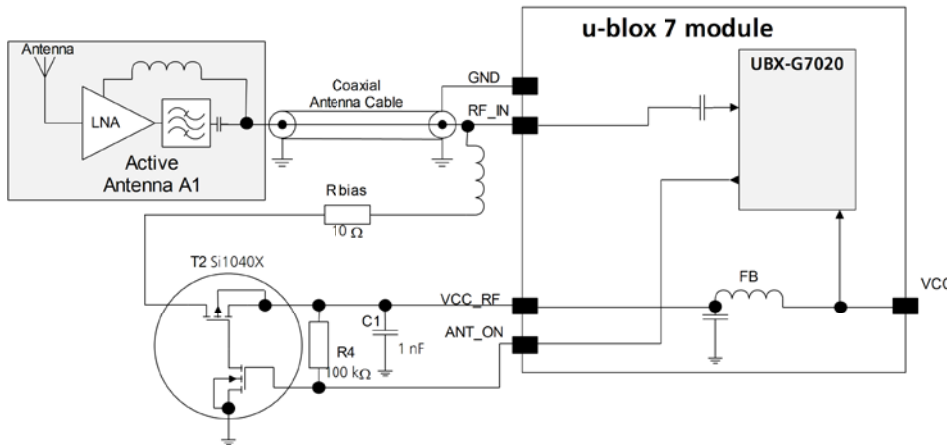 u-blox 7 module
Antenna
UBX-G7020
GND
Coaxial
Antenna Cable
RF_IN
LNA
Active
Antenna A1
R bias
10 Ω
T2 Si1040X
FB
VCC
VCC_RF
C1
ANT_ON
1 nF
R4
100 kΩ